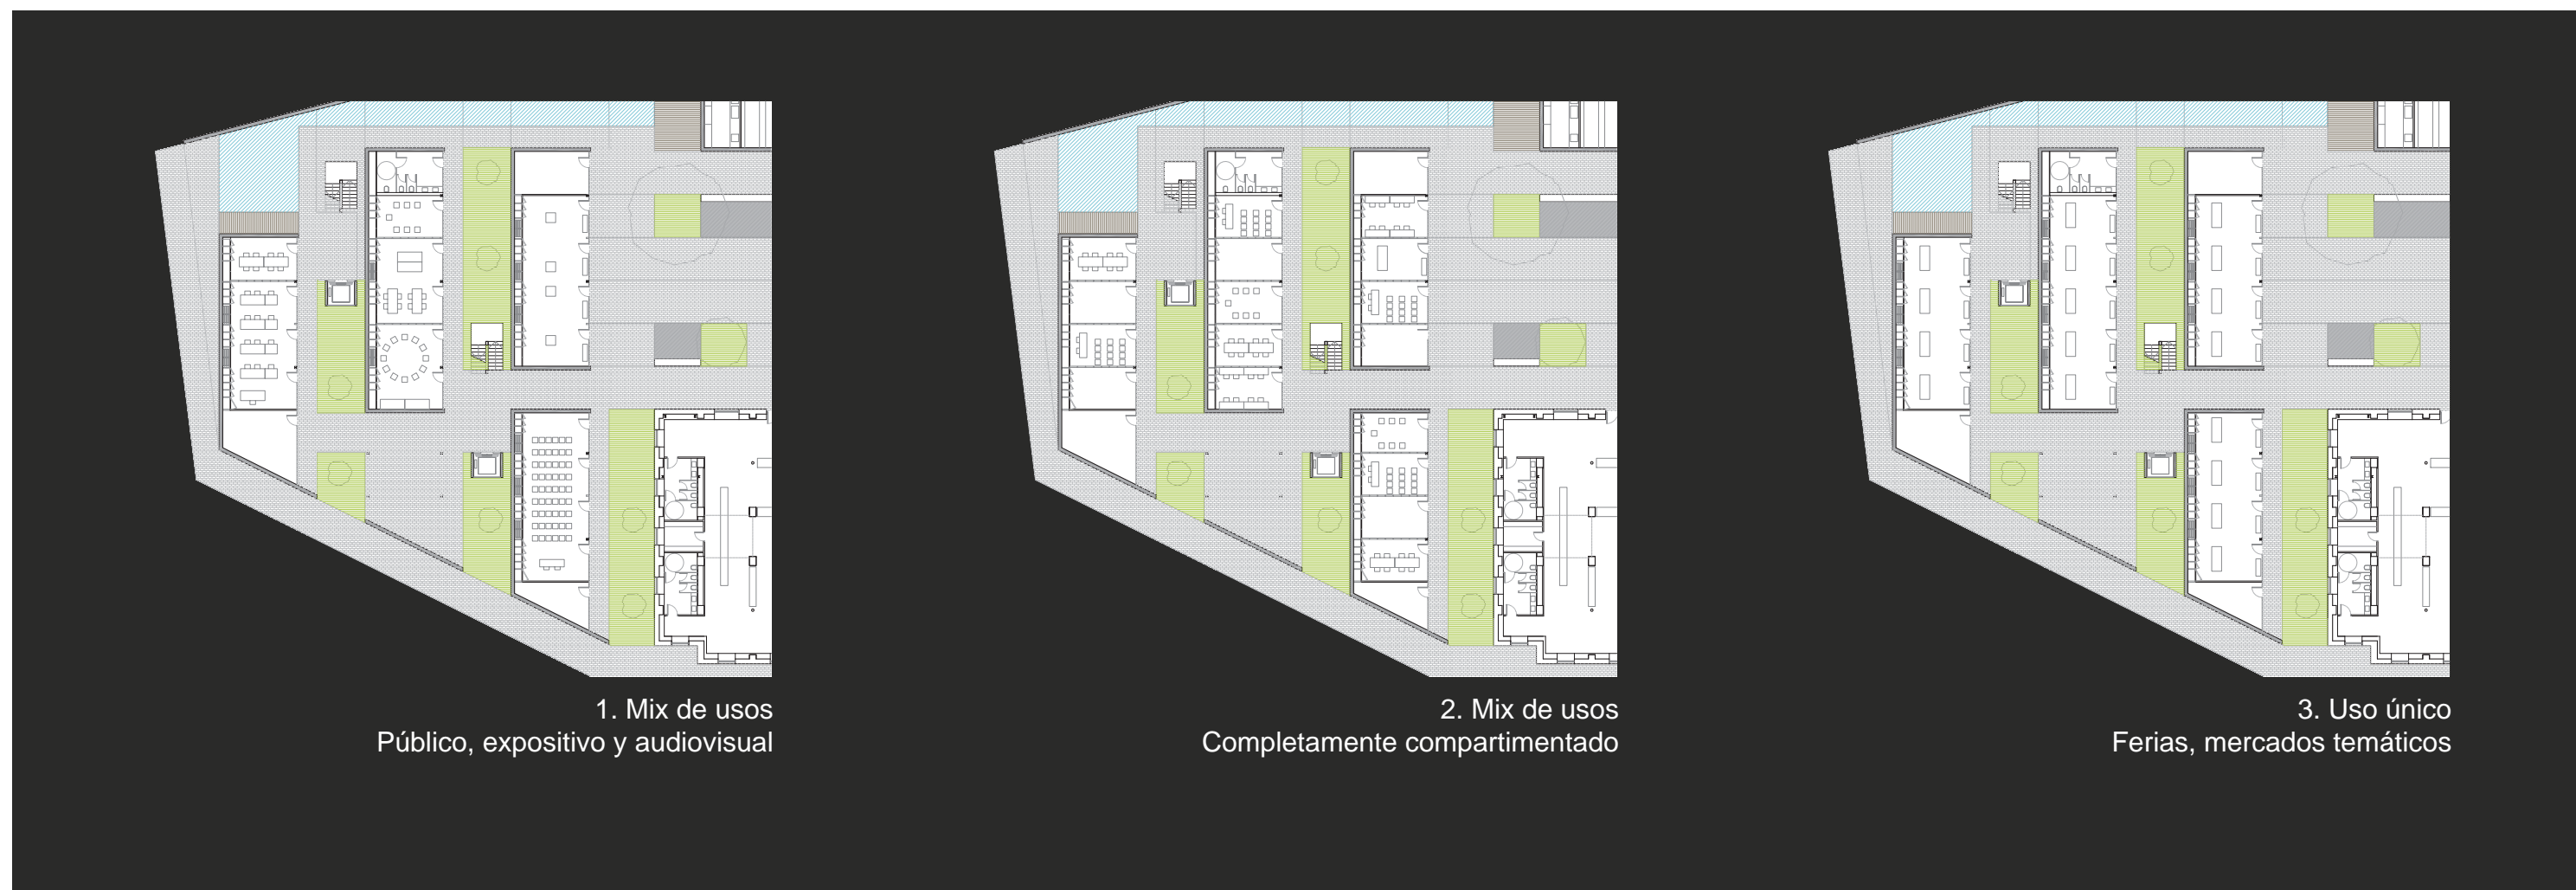 1. Mix de usos
Público, expositivo y audiovisual
2. Mix de usos
Completamente compartimentado
3. Uso único
Ferias, mercados temáticos